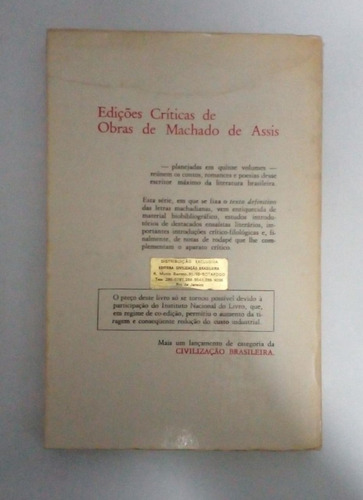 Edições Críticas de
Obras de Machado de Assis
— planejadas em quinze volumes —
reúnem os contos, romances e poesias desse
escritor máximo da literatura brasileira.
Esta série, em que se fixa o texto definitivo
das letras machadianas, vem enriquecida de
material biobibliográfico, estudos introdu-
tórios de destacados ensaístas literários, im-
portantes introduções crítico-filológicas e, fi-
nalmente, de notas de rodapé que lhe com-
plementam o aparato crítico.
DISTRIBUIÇÃO EXCLUSIVA
EDITORA CIVILIZAÇÃO BRASILEIRA
Rio de Janeiro
O preço deste livro só se tornou possível devido à
participação do Instituto Nacional do Livro, que,
em regime de co-edição, permitiu o aumento da ti-
ragem e conseqüente redução do custo industrial.
Mais um lançamento de categoria da
CIVILIZAÇÃO BRASILEIRA